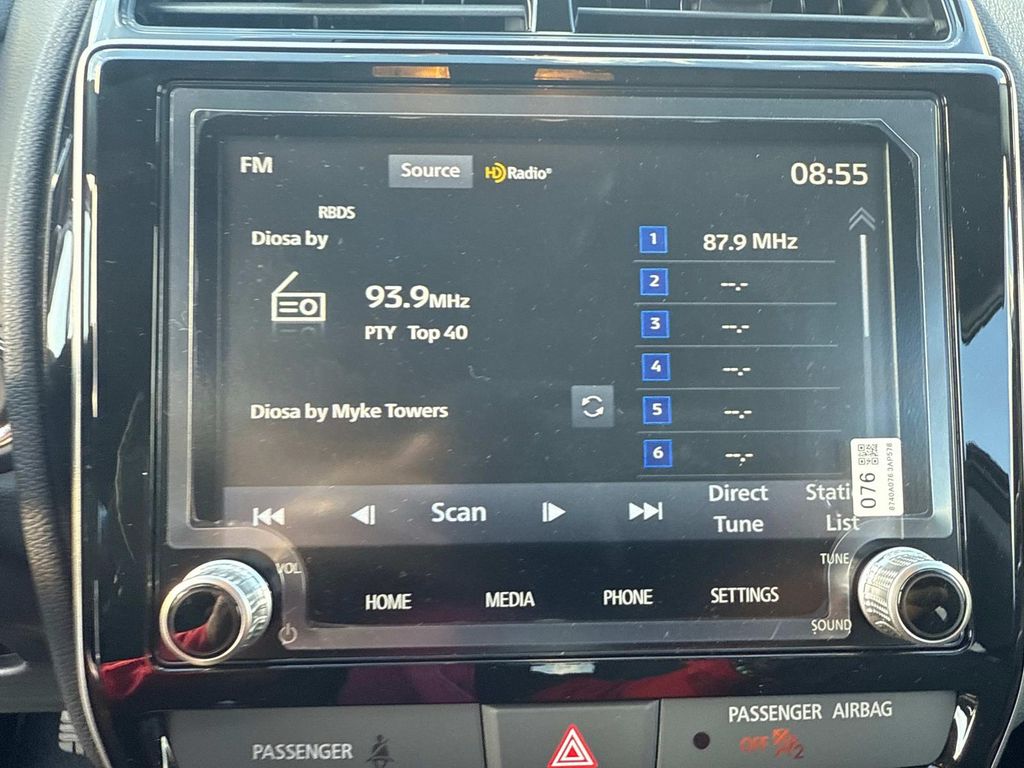 FM
Source
HD Radio®
08:55
RBDS
Diosa by
93.9MHz
PTY Top 40
Diosa by Myke Towers
1 87.9 MHz
2 --.-
3 --.-
4 --.-
5 --.-
6 --.-
Scan
Direct
Tune
Static
List
076
VOL
TUNE
HOME
MEDIA
PHONE
SETTINGS
SOUND
PASSENGER
PASSENGER AIRBAG
OFF
2